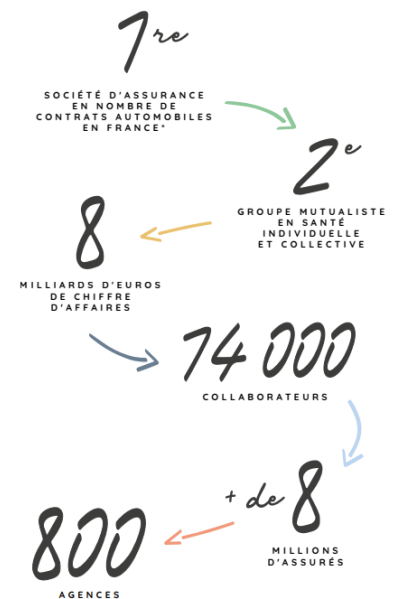 1re
SOCIÉTÉ D'ASSURANCE
EN NOMBRE DE
CONTRATS AUTOMOBILES
EN FRANCE*
2e
GROUPE MUTUALISTE
EN SANTÉ
INDIVIDUELLE
ET COLLECTIVE
8
MILLIARDS D'EUROS
DE CHIFFRE
D'AFFAIRES
14 000
COLLABORATEURS
+ de 8
MILLIONS
D'ASSURÉS
800
AGENCES